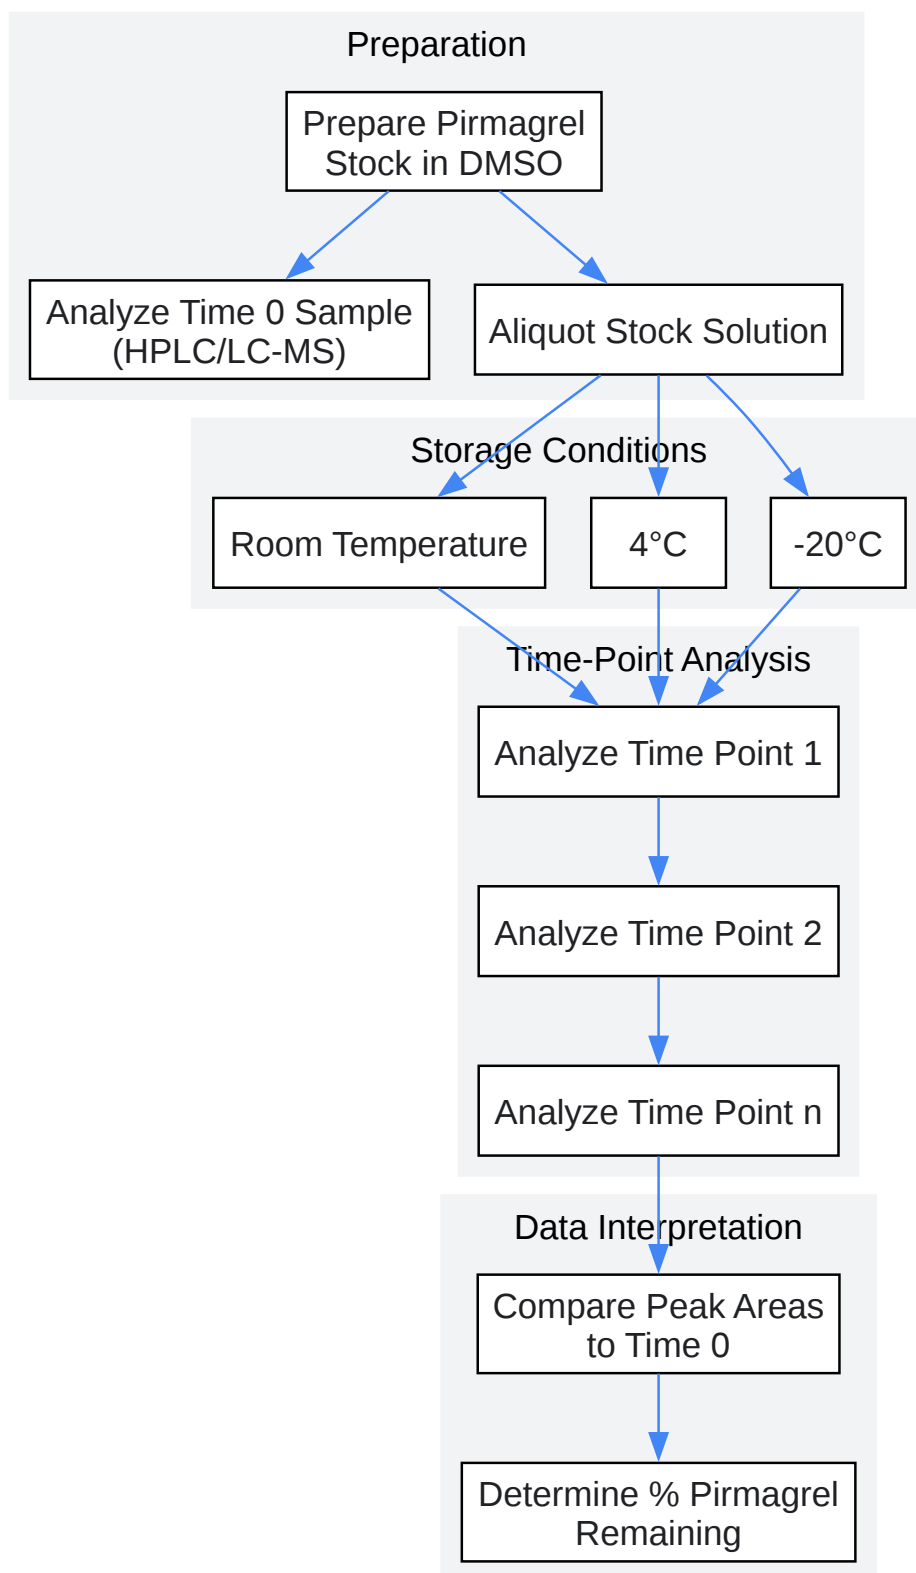 Preparation
Prepare Pirmagrel
Stock in DMSO
Analyze Time 0 Sample
(HPLC/LC-MS)
Aliquot Stock Solution
Storage Conditions
Room Temperature
4°C
-20°C
Time-Point Analysis
Analyze Time Point 1
Analyze Time Point 2
Analyze Time Point n
Data Interpretation
Compare Peak Areas
to Time 0
Determine % Pirmagrel
Remaining